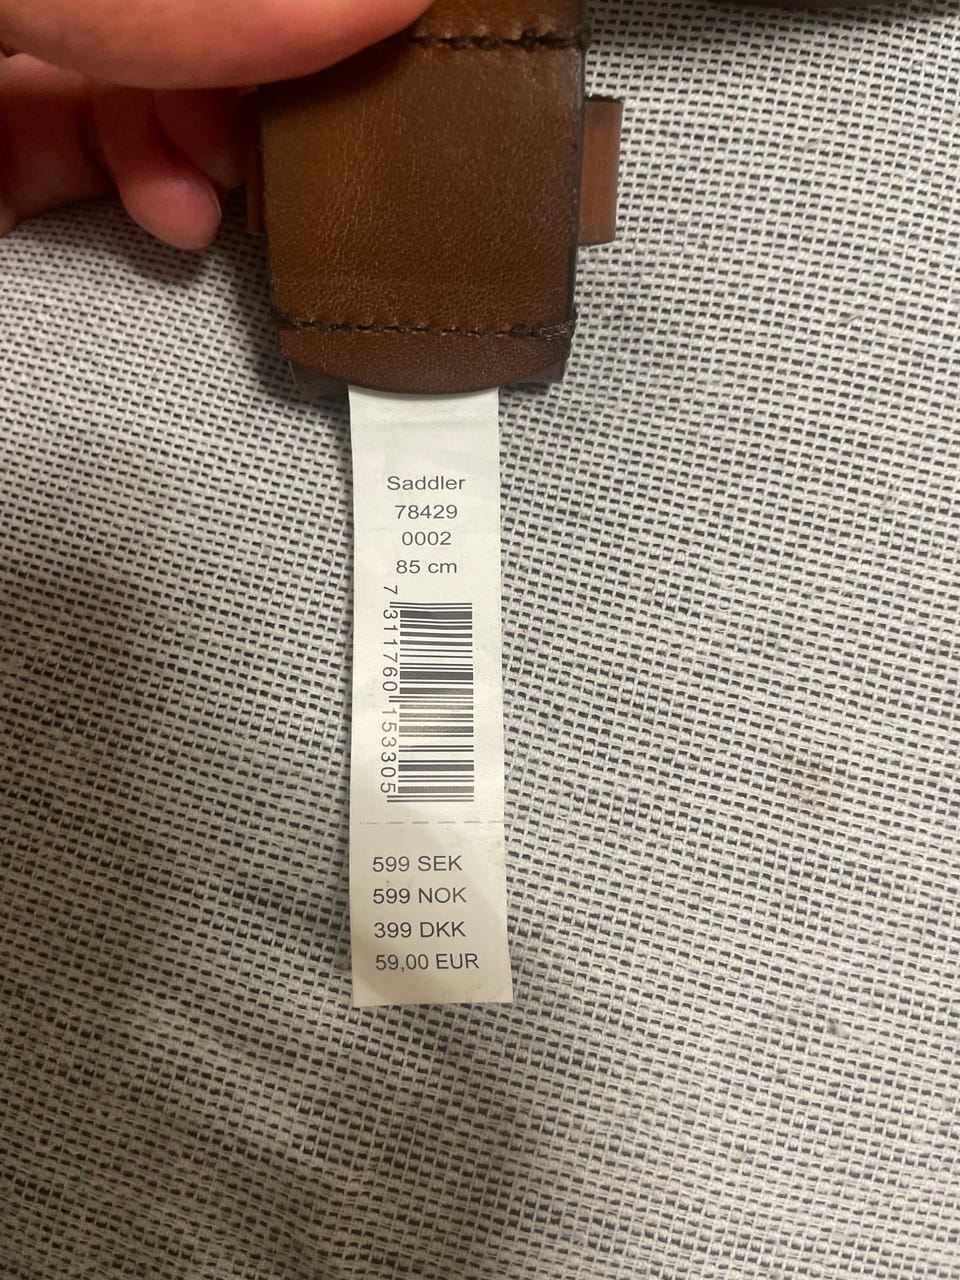 Saddler
78429
0002
85 cm
7 311760 153305
599 SEK
599 NOK
399 DKK
59,00 EUR